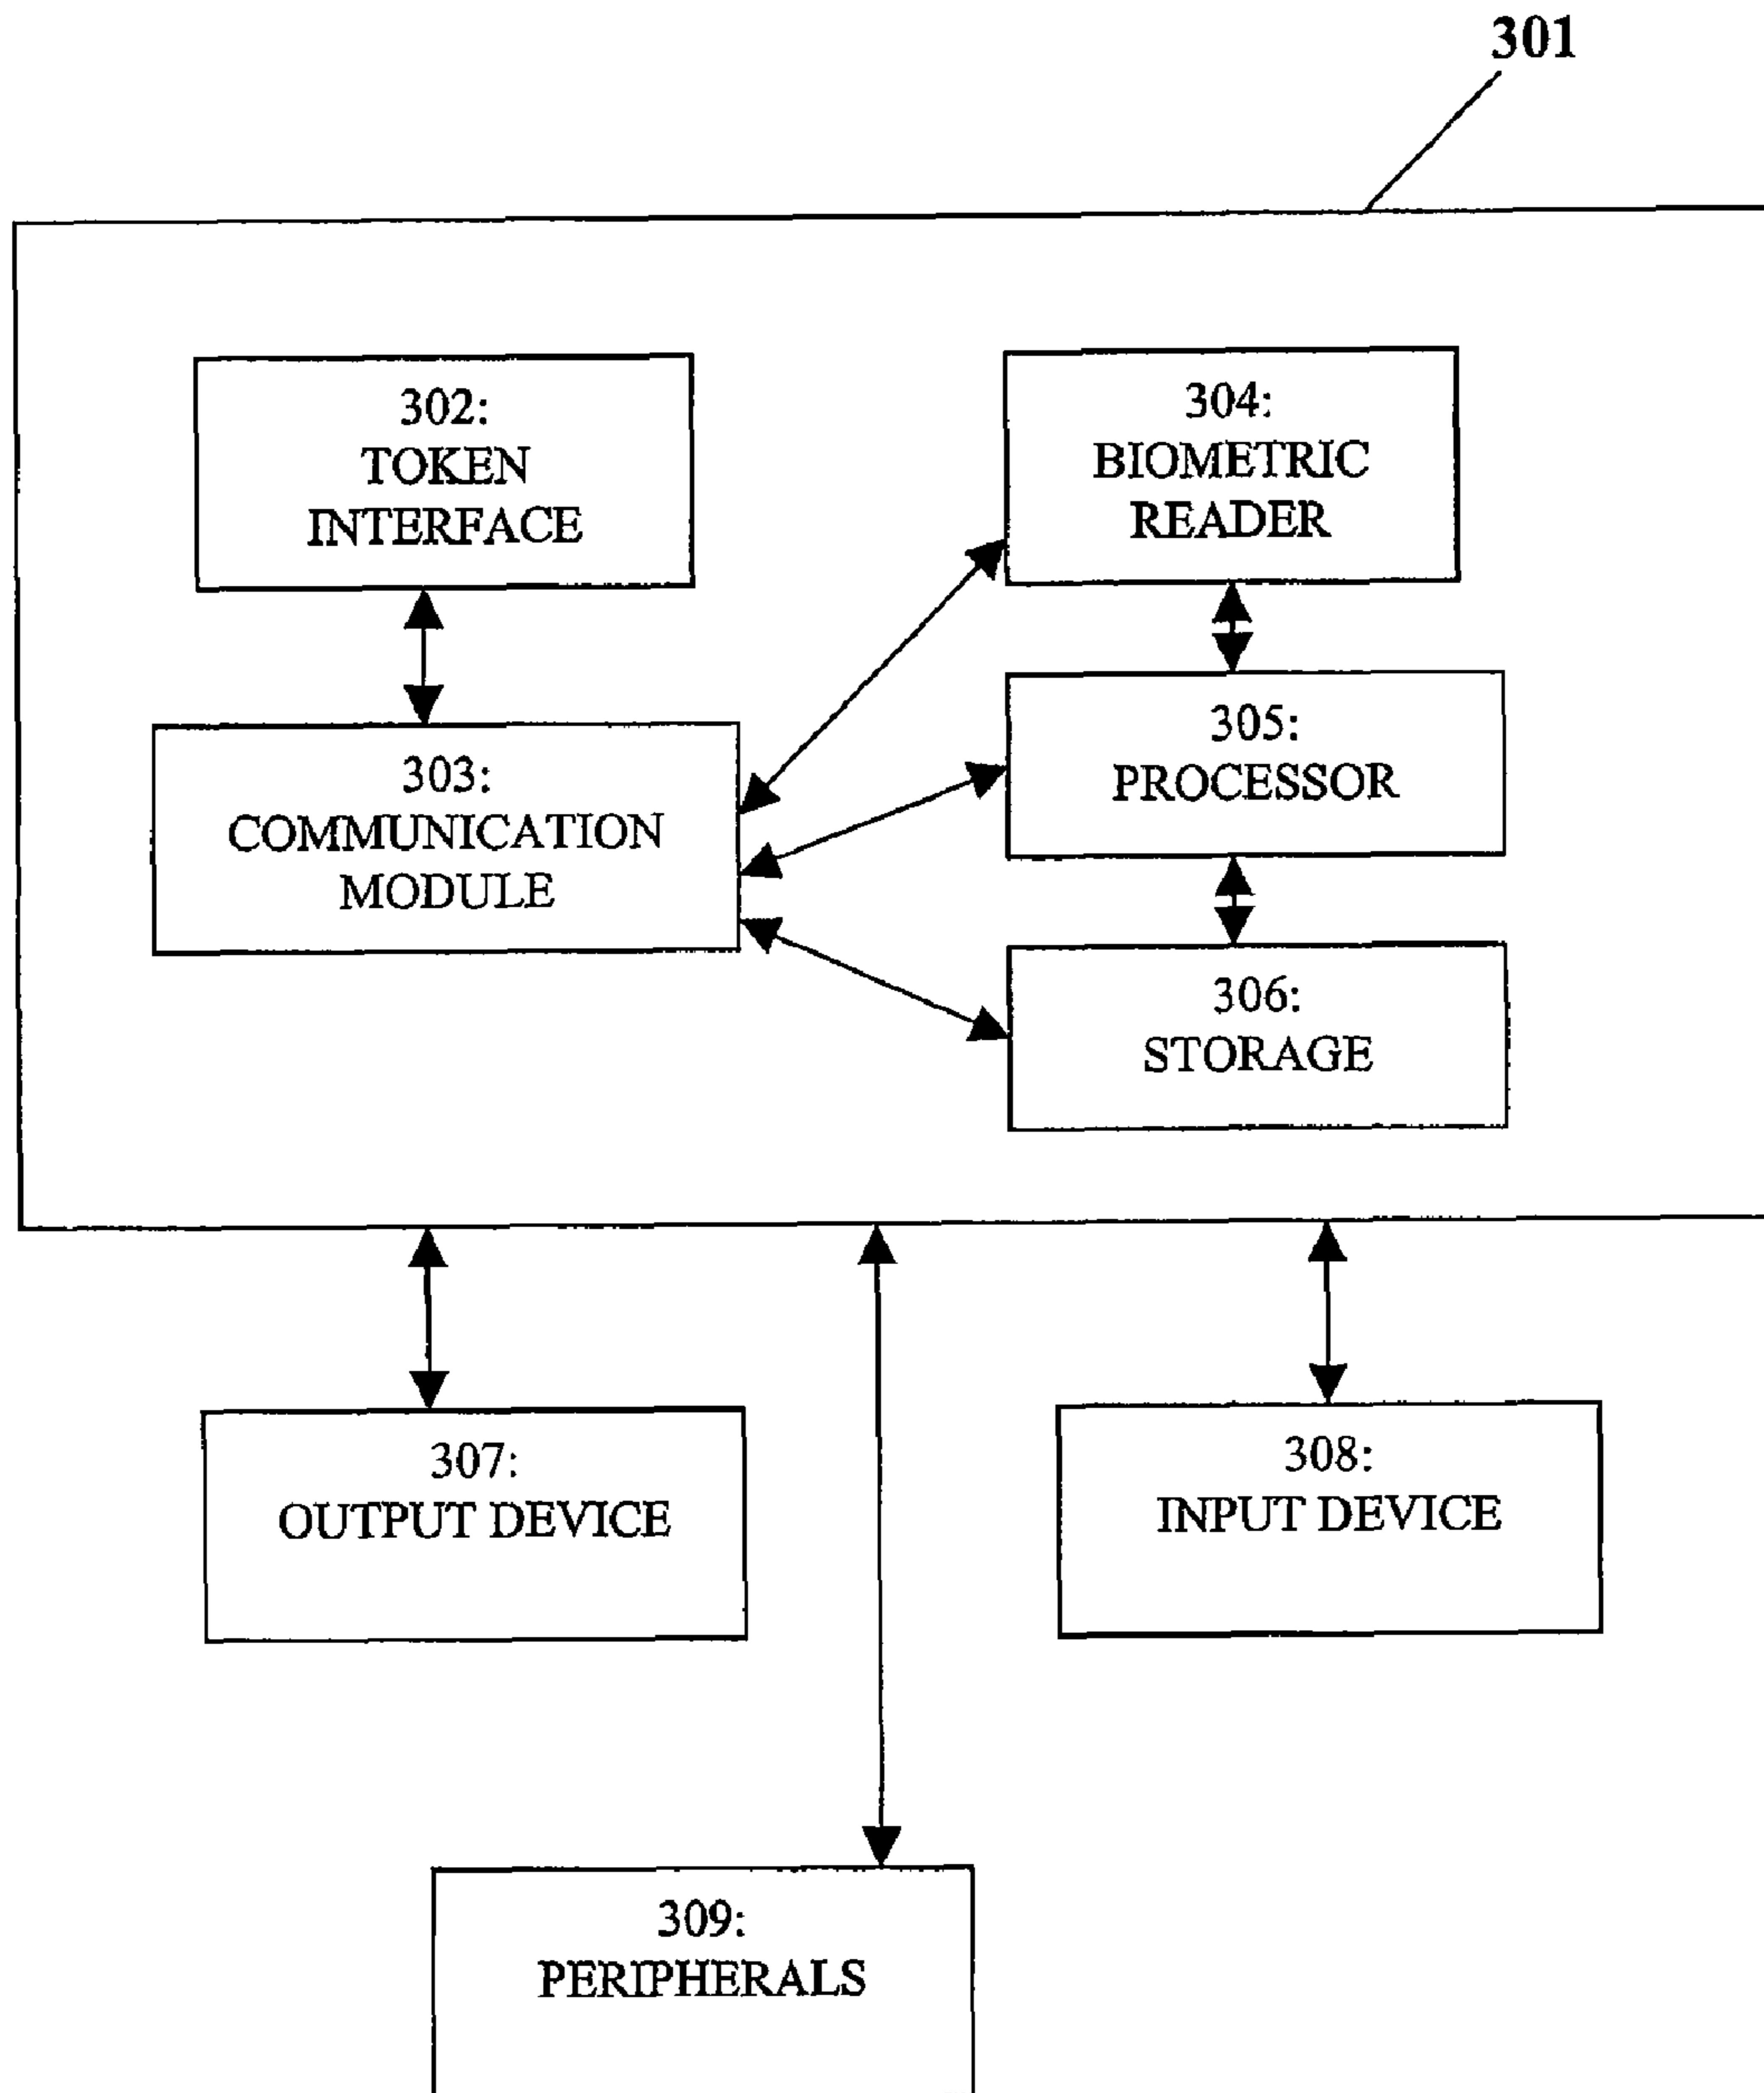 301
302:
TOKEN
INTERFACE
304:
BIOMETRIC
READER
303:
COMMUNICATION
MODULE
305:
PROCESSOR
306:
STORAGE
307:
OUTPUT DEVICE
308:
INPUT DEVICE
309:
PERIPHERALS